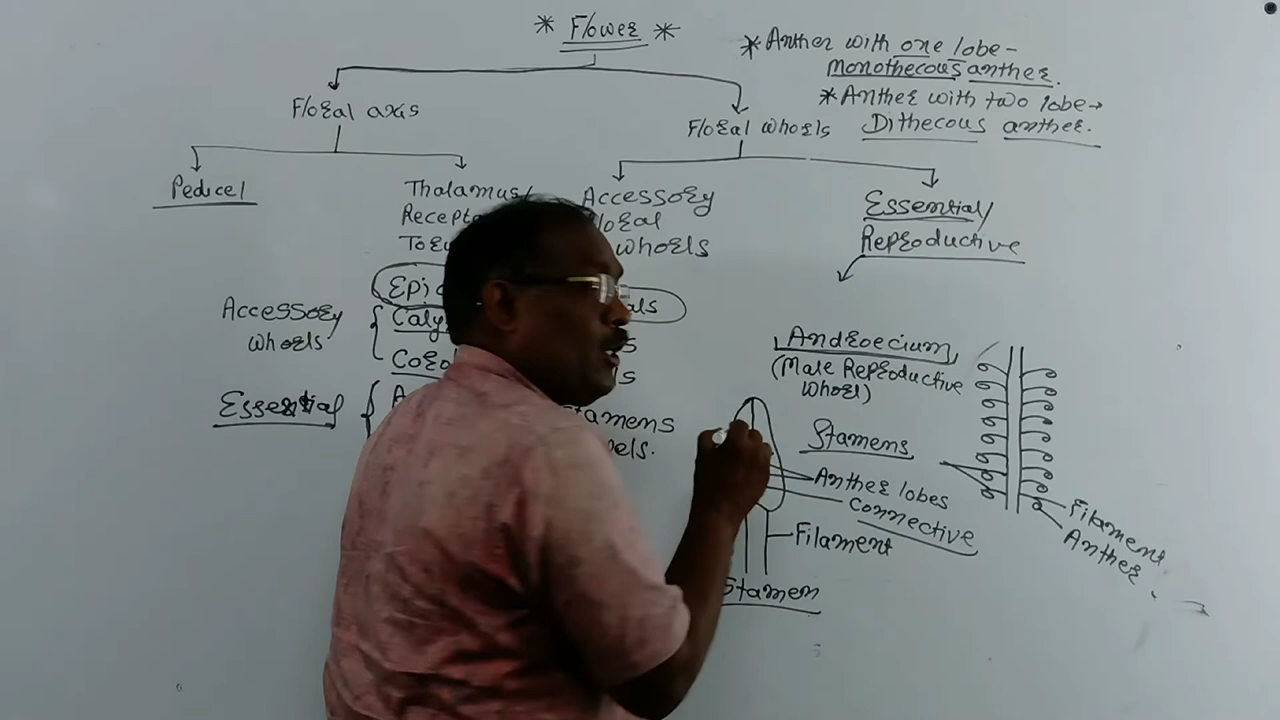 * Flower *
* Anther with one lobe -
Monothecous anther.
* Anther with two lobe →
Dithecous anther.
Floral axis
Floral whorls
Pedicel
Thalamus/
Accessory
Floral
whorls
Essential/
Reproductive
Accessory
whorls
Essential
Stamens
Androecium
(Male Reproductive
whorl)
Stamens
Anther lobes
Connective
Filament
Stamen
Filament
Anther